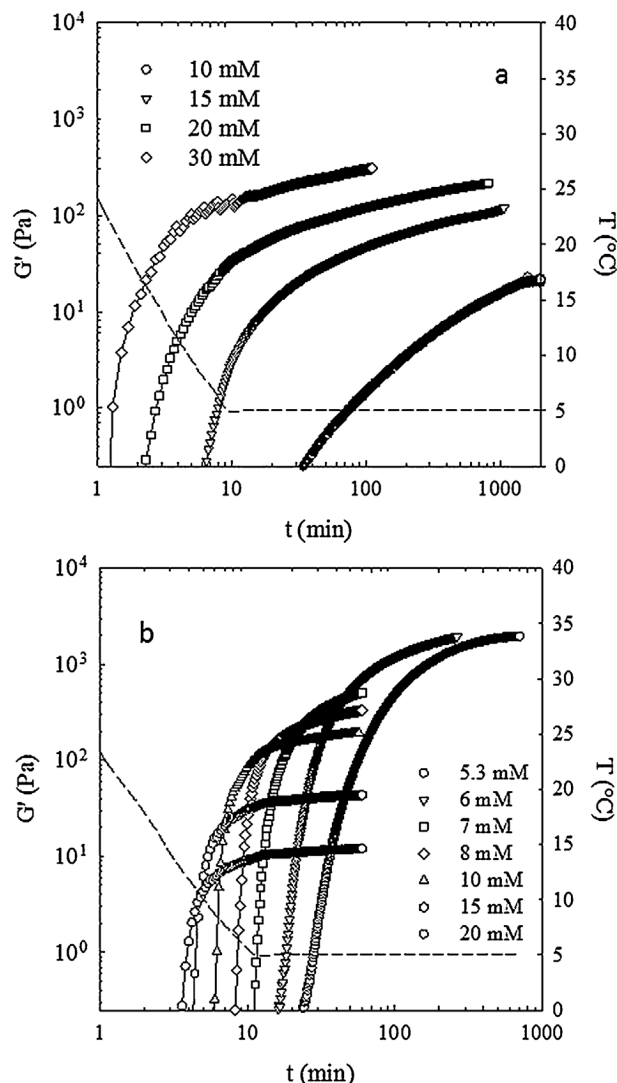 10⁴
10³
10²
10¹
10⁰
G' (Pa)
10 mM
15 mM
20 mM
30 mM
a
40
35
30
25
20
15
10
5
0
T (°C)
1
10
100
1000
t (min)
10⁴
10³
10²
10¹
10⁰
G' (Pa)
b
5.3 mM
6 mM
7 mM
8 mM
10 mM
15 mM
20 mM
40
35
30
25
20
15
10
5
0
T (°C)
1
10
100
1000
t (min)